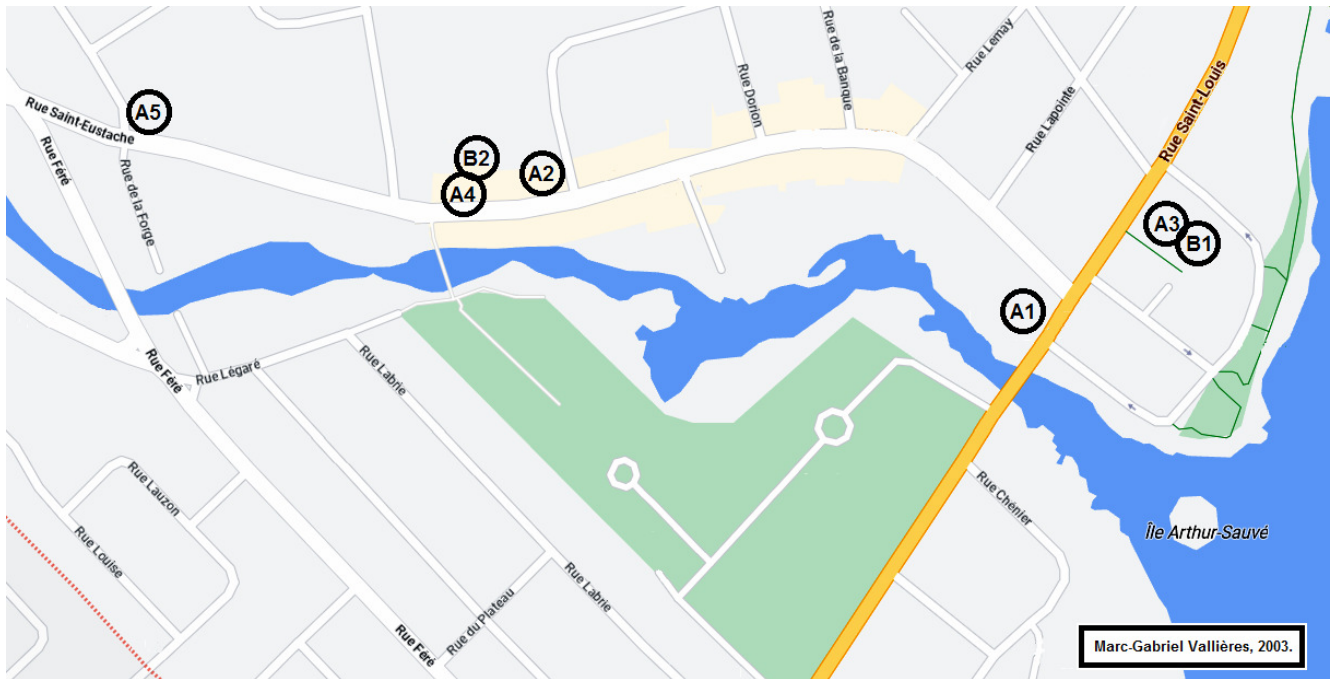 Rue Saint-Eustache
A5
Rue Féré
Rue de la Forge
B2
A4
A2
Rue Dorion
Rue de la Banque
Rue Lemay
Rue Lapointe
Rue Saint-Louis
A3
B1
A1
Rue Féré
Rue Légaré
Rue Labrie
Rue Lauzon
Rue Louise
Rue Féré
Rue du Plateau
Rue Labrie
Rue Chénier
Île Arthur-Sauvé
Marc-Gabriel Vallières, 2003.